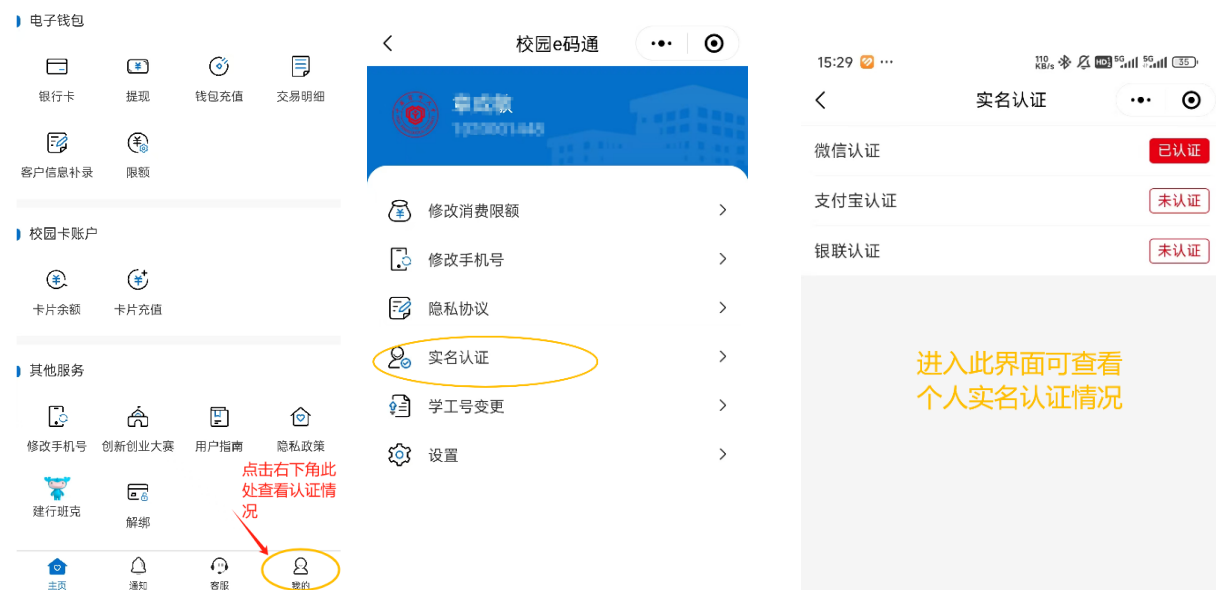 电子钱包
银行卡 提现 钱包充值 交易明细
客户信息补录 限额
校园卡账户
卡片余额 卡片充值
其他服务
修改手机号 创新创业大赛 用户指南 隐私政策
点击右下角此
处查看认证情
况
建行班克 解绑
主页 通知 客服 我的
校园e码通
修改消费限额
修改手机号
隐私协议
实名认证
学工号变更
设置
15:29 ··· 110 KB/s HD 5G 5G 35
实名认证
微信认证 已认证
支付宝认证 未认证
银联认证 未认证
进入此界面可查看
个人实名认证情况